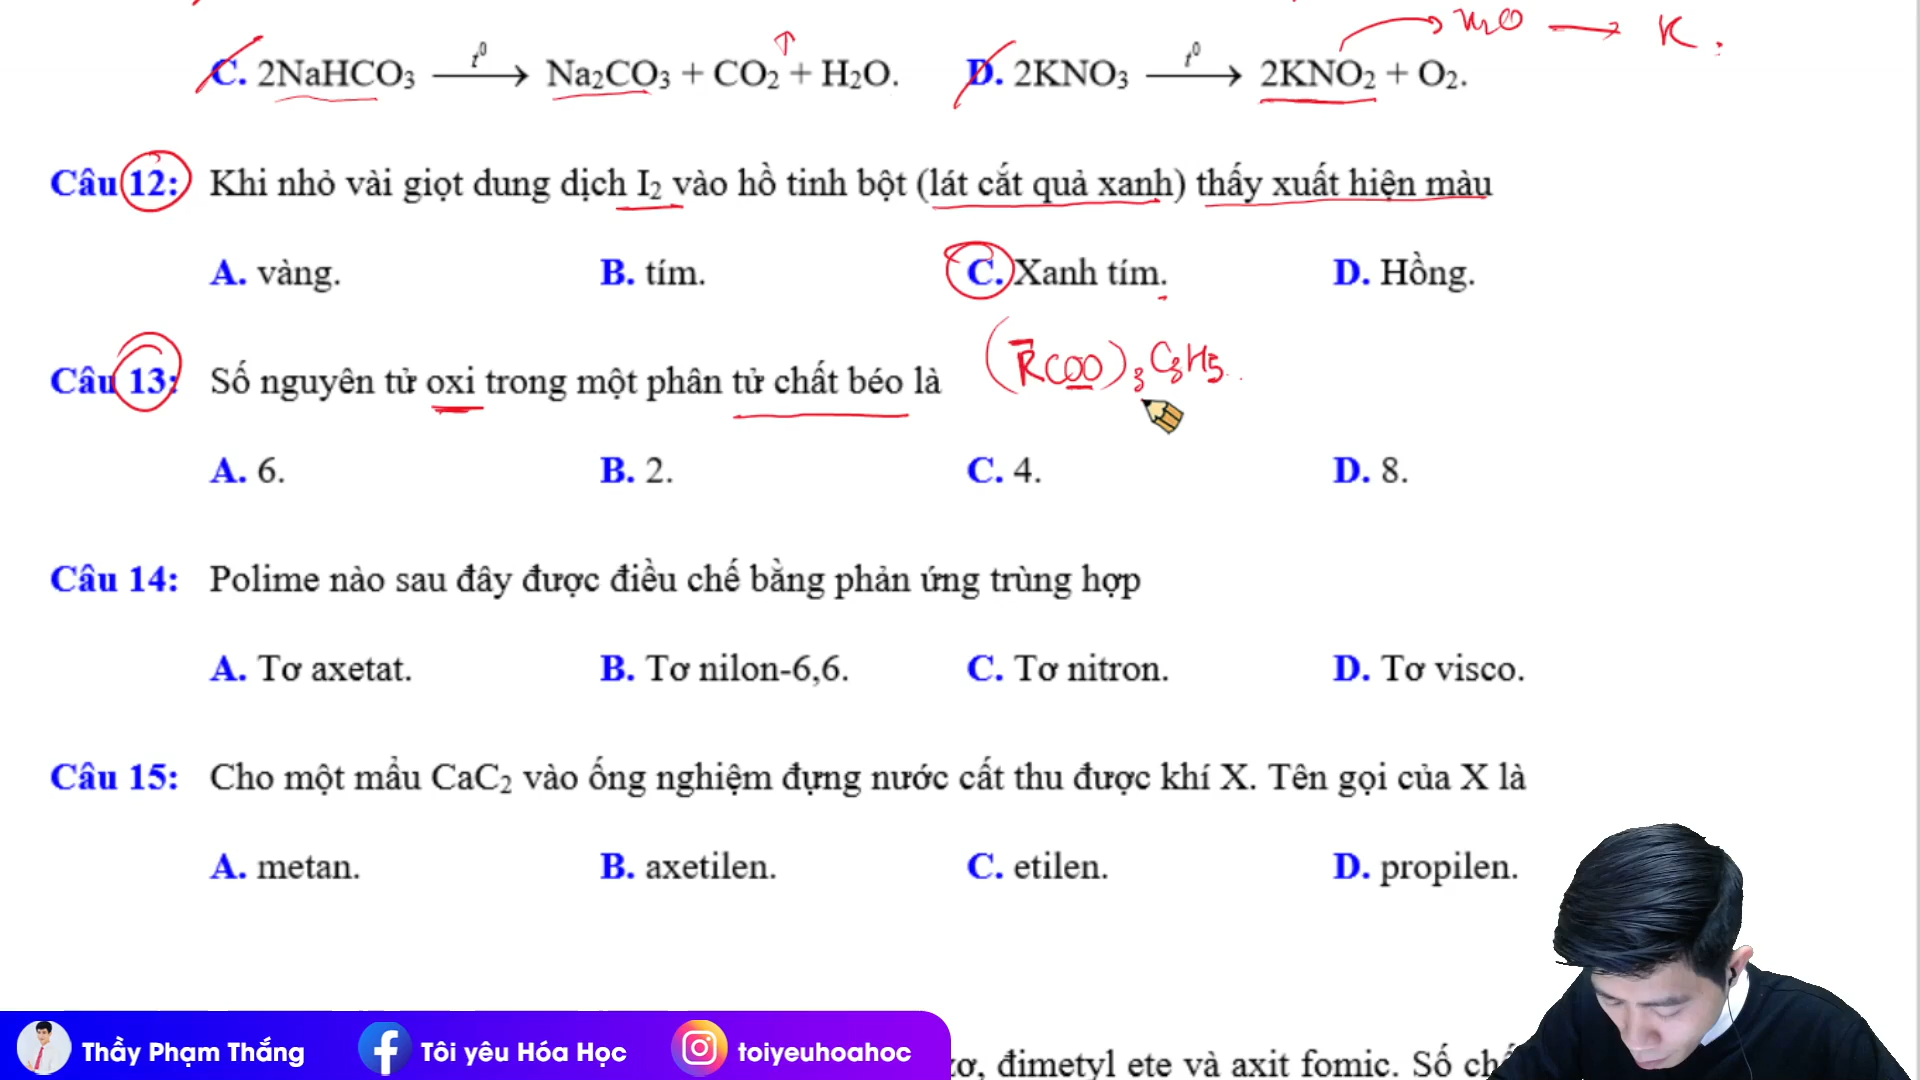 n₂O → K.
C. 2NaHCO₃ —t⁰→ Na₂CO₃ + CO₂ + H₂O. D. 2KNO₃ —t⁰→ 2KNO₂ + O₂.
Câu 12: Khi nhỏ vài giọt dung dịch I₂ vào hồ tinh bột (lát cắt quả xanh) thấy xuất hiện màu
A. vàng. B. tím. C. Xanh tím. D. Hồng.
(R̄COO)₃C₃H₅.
Câu 13: Số nguyên tử oxi trong một phân tử chất béo là
A. 6. B. 2. C. 4. D. 8.
Câu 14: Polime nào sau đây được điều chế bằng phản ứng trùng hợp
A. Tơ axetat. B. Tơ nilon-6,6. C. Tơ nitron. D. Tơ visco.
Câu 15: Cho một mẩu CaC₂ vào ống nghiệm đựng nước cất thu được khí X. Tên gọi của X là
A. metan. B. axetilen. C. etilen. D. propilen.
Thầy Phạm Thắng Tôi yêu Hóa Học toiyeuhoahoc
đimetyl ete và axit fomic. Số